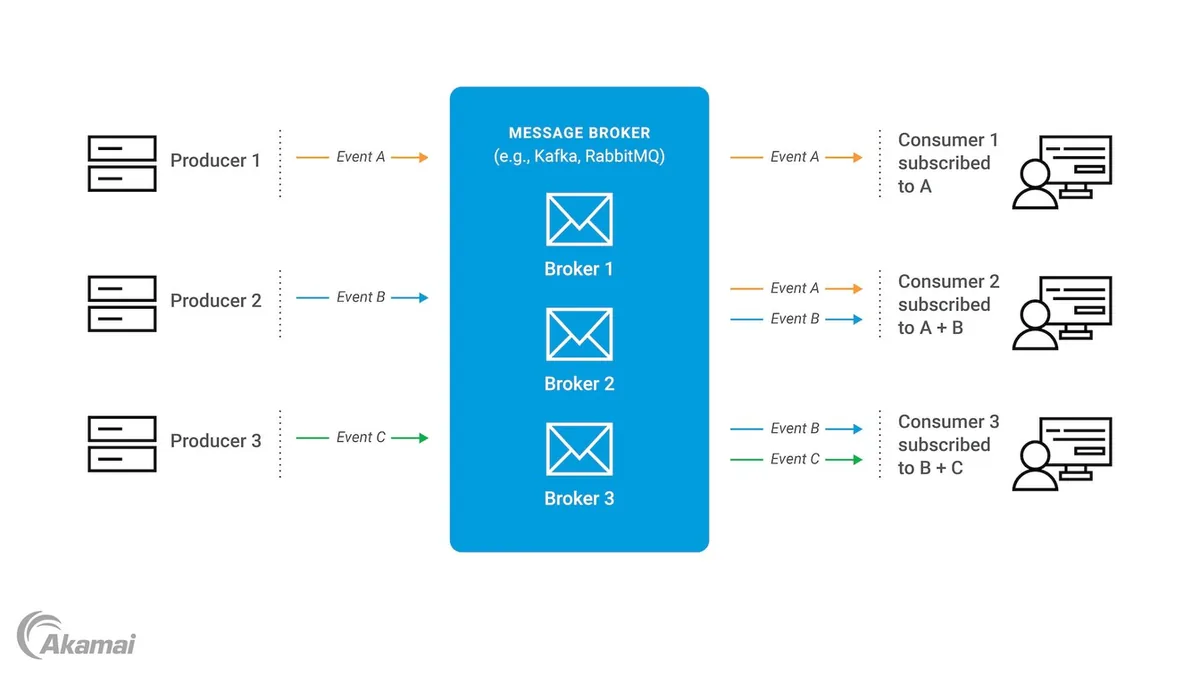 MESSAGE BROKER
(e.g., Kafka, RabbitMQ)
Producer 1
Event A
Event A
Consumer 1
subscribed
to A
Broker 1
Producer 2
Event B
Event A
Event B
Consumer 2
subscribed
to A + B
Broker 2
Producer 3
Event C
Event B
Event C
Consumer 3
subscribed
to B + C
Broker 3
Akamai